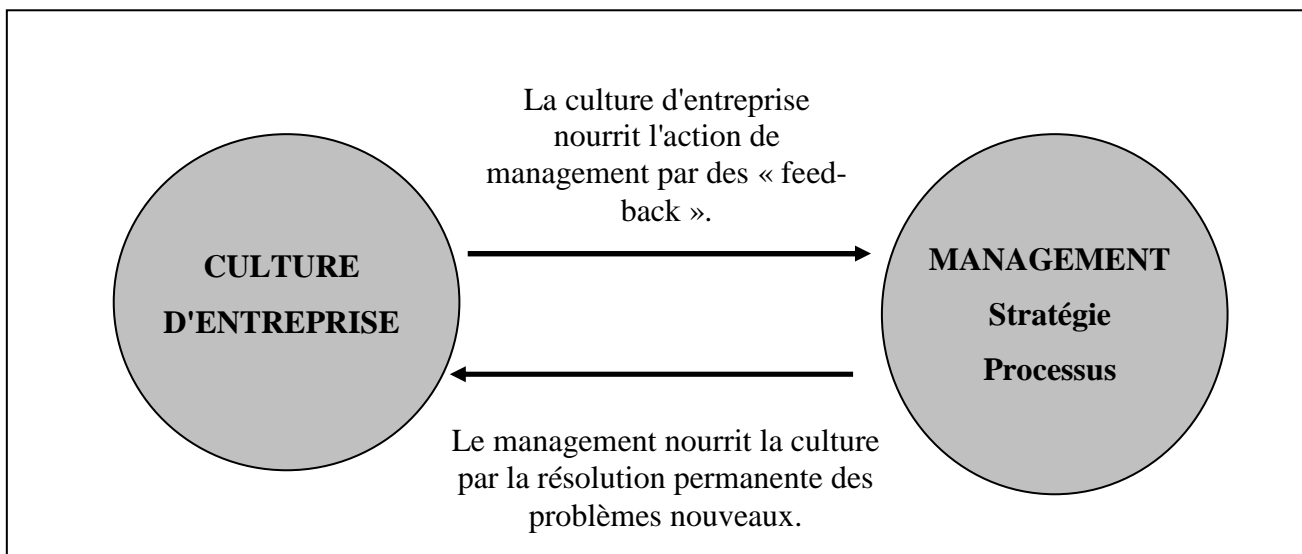 La culture d'entreprise
nourrit l'action de
management par des « feed-
back ».
CULTURE
D'ENTREPRISE
MANAGEMENT
Stratégie
Processus
Le management nourrit la culture
par la résolution permanente des
problèmes nouveaux.